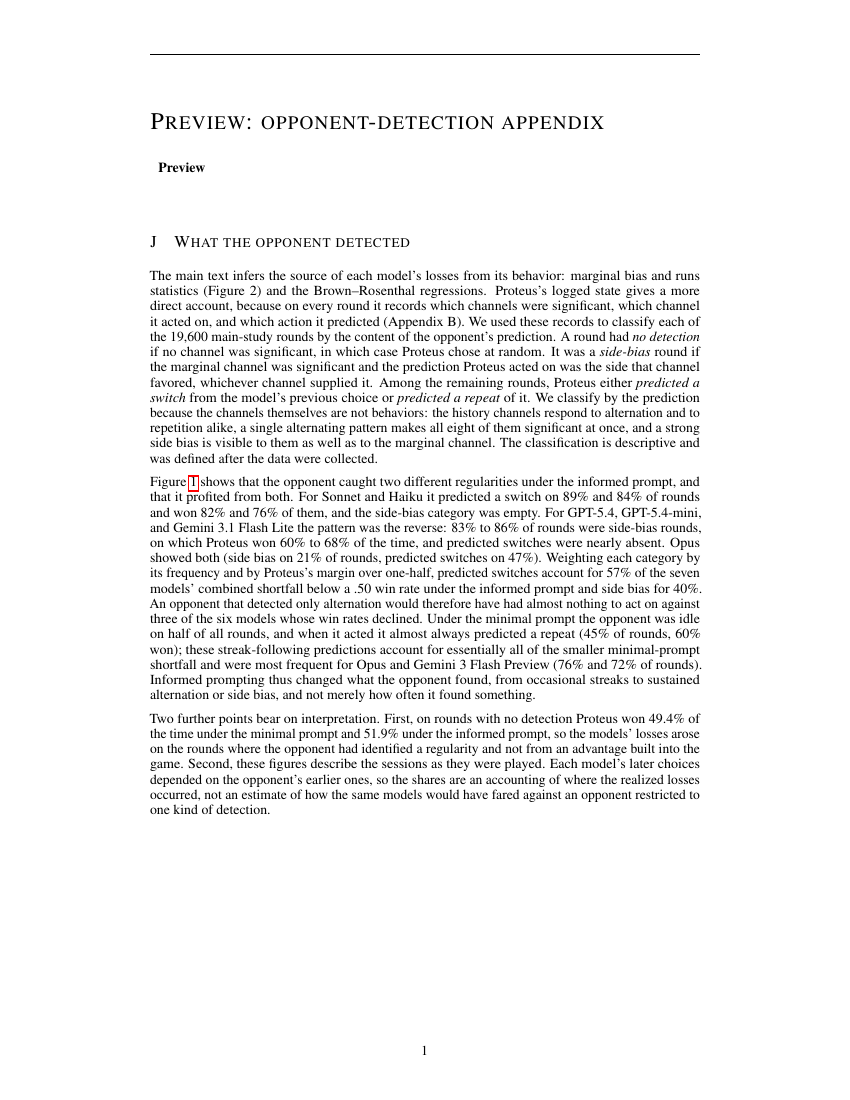 PREVIEW: OPPONENT-DETECTION APPENDIX
Preview
J WHAT THE OPPONENT DETECTED
The main text infers the source of each model's losses from its behavior: marginal bias and runs
statistics (Figure 2) and the Brown–Rosenthal regressions. Proteus's logged state gives a more
direct account, because on every round it records which channels were significant, which channel
it acted on, and which action it predicted (Appendix B). We used these records to classify each of
the 19,600 main-study rounds by the content of the opponent's prediction. A round had no detection
if no channel was significant, in which case Proteus chose at random. It was a side-bias round if
the marginal channel was significant and the prediction Proteus acted on was the side that channel
favored, whichever channel supplied it. Among the remaining rounds, Proteus either predicted a
switch from the model's previous choice or predicted a repeat of it. We classify by the prediction
because the channels themselves are not behaviors: the history channels respond to alternation and to
repetition alike, a single alternating pattern makes all eight of them significant at once, and a strong
side bias is visible to them as well as to the marginal channel. The classification is descriptive and
was defined after the data were collected.
Figure 1 shows that the opponent caught two different regularities under the informed prompt, and
that it profited from both. For Sonnet and Haiku it predicted a switch on 89% and 84% of rounds
and won 82% and 76% of them, and the side-bias category was empty. For GPT-5.4, GPT-5.4-mini,
and Gemini 3.1 Flash Lite the pattern was the reverse: 83% to 86% of rounds were side-bias rounds,
on which Proteus won 60% to 68% of the time, and predicted switches were nearly absent. Opus
showed both (side bias on 21% of rounds, predicted switches on 47%). Weighting each category by
its frequency and by Proteus's margin over one-half, predicted switches account for 57% of the seven
models' combined shortfall below a .50 win rate under the informed prompt and side bias for 40%.
An opponent that detected only alternation would therefore have had almost nothing to act on against
three of the six models whose win rates declined. Under the minimal prompt the opponent was idle
on half of all rounds, and when it acted it almost always predicted a repeat (45% of rounds, 60%
won); these streak-following predictions account for essentially all of the smaller minimal-prompt
shortfall and were most frequent for Opus and Gemini 3 Flash Preview (76% and 72% of rounds).
Informed prompting thus changed what the opponent found, from occasional streaks to sustained
alternation or side bias, and not merely how often it found something.
Two further points bear on interpretation. First, on rounds with no detection Proteus won 49.4% of
the time under the minimal prompt and 51.9% under the informed prompt, so the models' losses arose
on the rounds where the opponent had identified a regularity and not from an advantage built into the
game. Second, these figures describe the sessions as they were played. Each model's later choices
depended on the opponent's earlier ones, so the shares are an accounting of where the realized losses
occurred, not an estimate of how the same models would have fared against an opponent restricted to
one kind of detection.
1